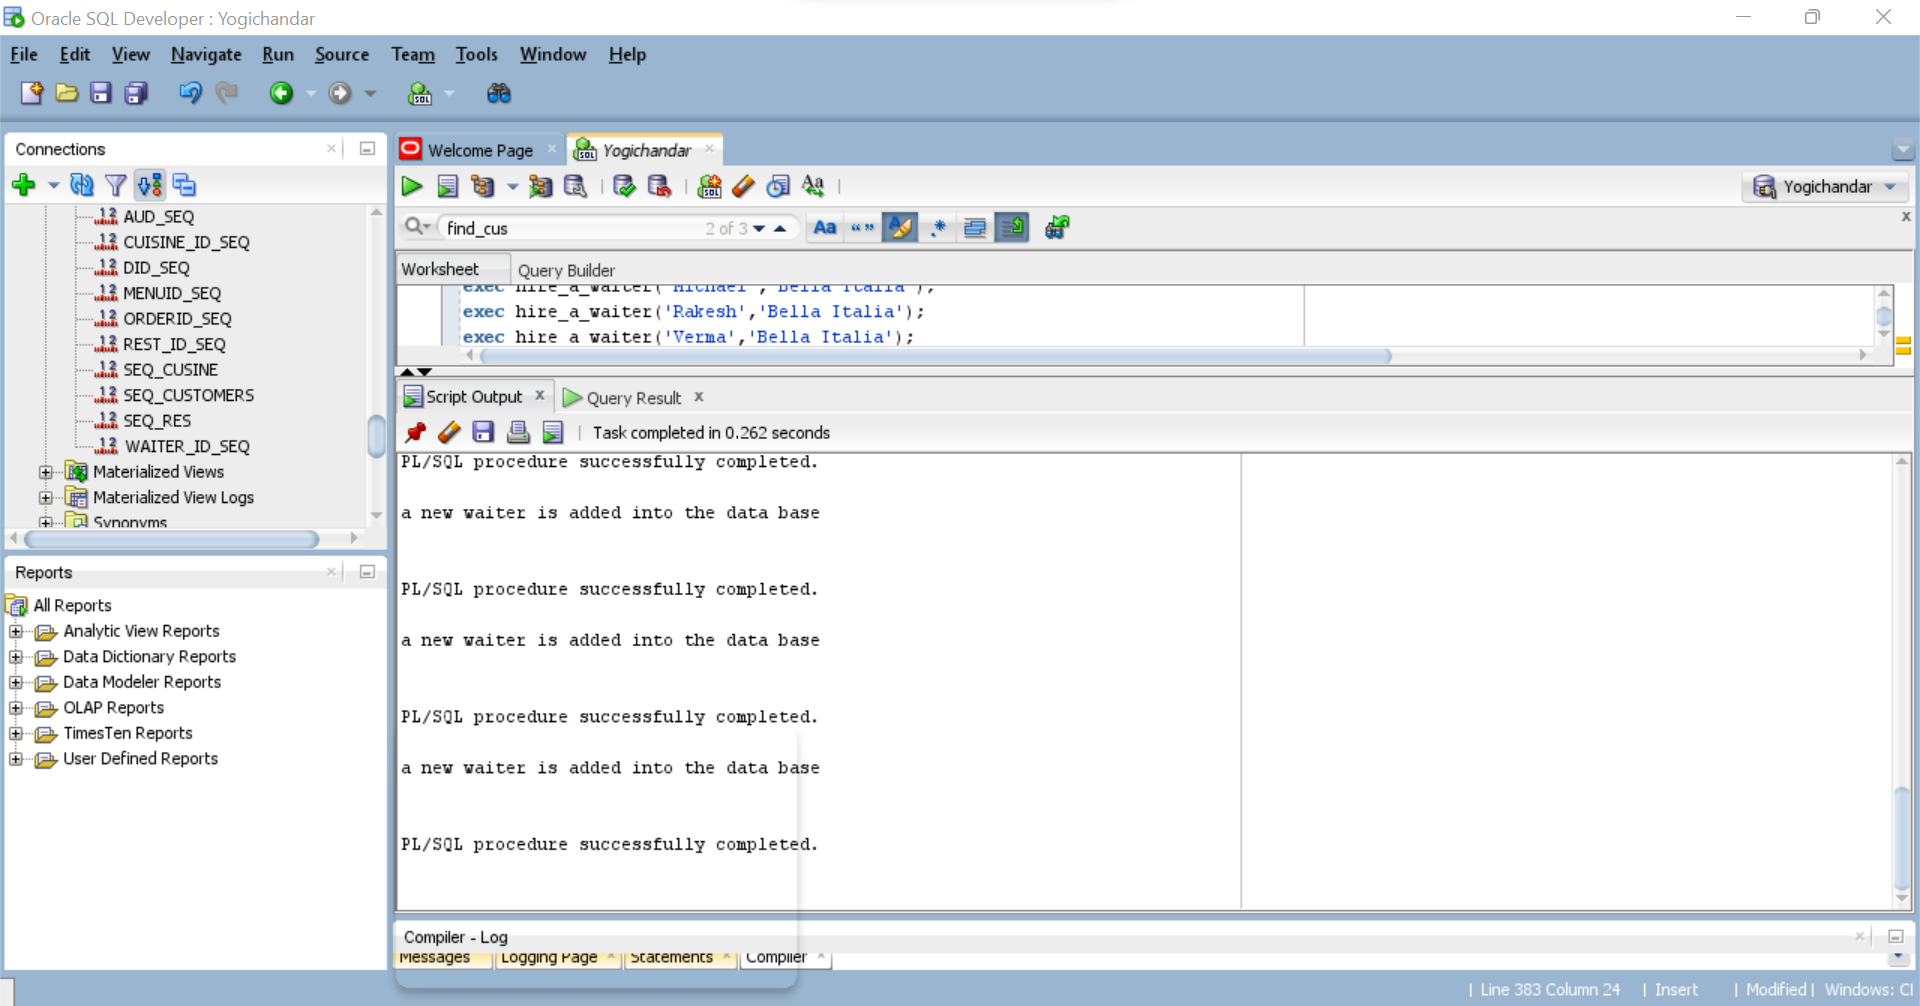 Oracle SQL Developer : Yogichandar
File Edit View Navigate Run Source Team Tools Window Help
Connections
AUD_SEQ
CUISINE_ID_SEQ
DID_SEQ
MENUID_SEQ
ORDERID_SEQ
REST_ID_SEQ
SEQ_CUSINE
SEQ_CUSTOMERS
SEQ_RES
WAITER_ID_SEQ
Materialized Views
Materialized View Logs
Synonyms
Reports
All Reports
Analytic View Reports
Data Dictionary Reports
Data Modeler Reports
OLAP Reports
TimesTen Reports
User Defined Reports
Welcome Page Yogichandar
Yogichandar
find_cus 2 of 3
Worksheet Query Builder
exec hire_a_waiter('Michael','Bella Italia');
exec hire_a_waiter('Rakesh','Bella Italia');
exec hire_a_waiter('Verma','Bella Italia');
Script Output x Query Result x
Task completed in 0.262 seconds
PL/SQL procedure successfully completed.
a new waiter is added into the data base
PL/SQL procedure successfully completed.
a new waiter is added into the data base
PL/SQL procedure successfully completed.
a new waiter is added into the data base
PL/SQL procedure successfully completed.
Compiler - Log
Messages Logging Page Statements Compiler
| Line 383 Column 24 | Insert | Modified | Windows: Cl